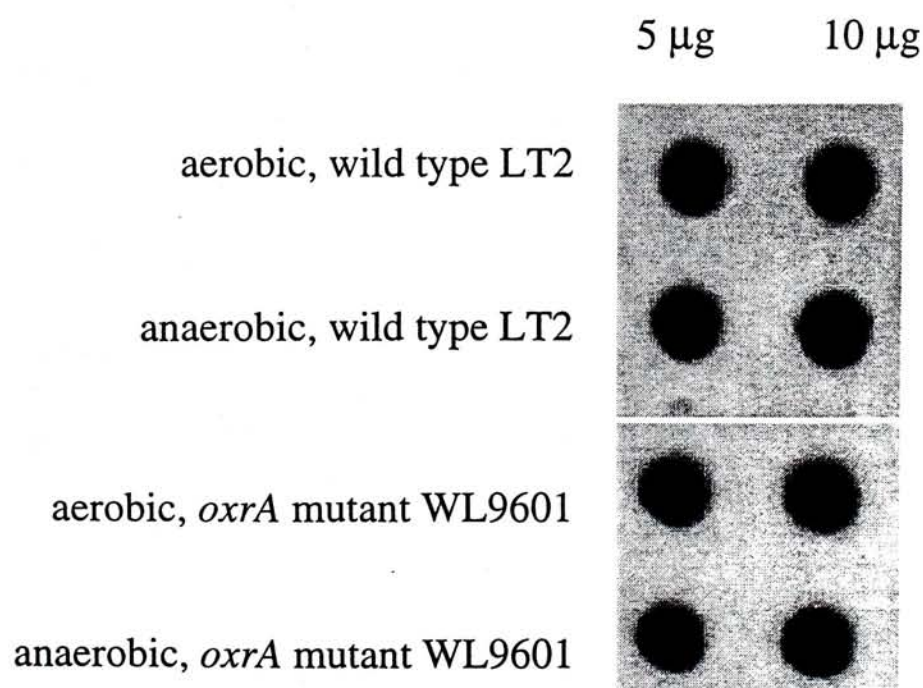 5 μg 10 μg
aerobic, wild type LT2
anaerobic, wild type LT2
aerobic, oxrA mutant WL9601
anaerobic, oxrA mutant WL9601